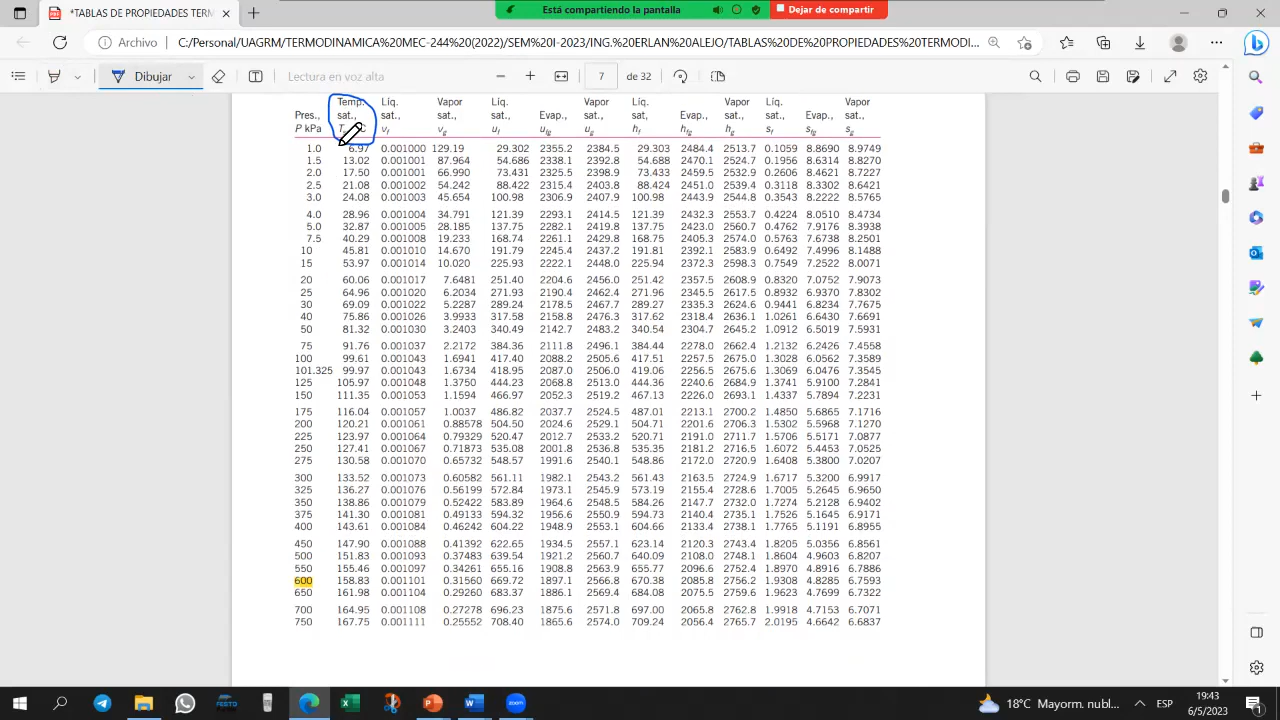 *TABLAS DE PROPIEDADES TERM
Está compartiendo la pantalla
Dejar de compartir
Archivo
C:/Personal/UAGRM/TERMODINAMICA%20MEC-244%20(2022)/SEM%20I-2023/ING.%20ERLAN%20ALEJO/TABLAS%20DE%20PROPIEDADES%20TERMODI...
Dibujar
Lectura en voz alta
7
de 32
Temp. Líq. Vapor Líq. Vapor Líq. Vapor Líq. Vapor
Pres., sat., sat., sat., sat., Evap., sat., sat, Evap., sat., sat., Evap., sat.,
P kPa vf vg uf ufg ug hf hfg hg sf sfg sg
1.0 6.97 0.001000 129.19 29.302 2355.2 2384.5 29.303 2484.4 2513.7 0.1059 8.8690 8.9749
1.5 13.02 0.001001 87.964 54.686 2338.1 2392.8 54.688 2470.1 2524.7 0.1956 8.6314 8.8270
2.0 17.50 0.001001 66.990 73.431 2325.5 2398.9 73.433 2459.5 2532.9 0.2606 8.4621 8.7227
2.5 21.08 0.001002 54.242 88.422 2315.4 2403.8 88.424 2451.0 2539.4 0.3118 8.3302 8.6421
3.0 24.08 0.001003 45.654 100.98 2306.9 2407.9 100.98 2443.9 2544.8 0.3543 8.2222 8.5765
4.0 28.96 0.001004 34.791 121.39 2293.1 2414.5 121.39 2432.3 2553.7 0.4224 8.0510 8.4734
5.0 32.87 0.001005 28.185 137.75 2282.1 2419.8 137.75 2423.0 2560.7 0.4762 7.9176 8.3938
7.5 40.29 0.001008 19.233 168.74 2261.1 2429.8 168.75 2405.3 2574.0 0.5763 7.6738 8.2501
10 45.81 0.001010 14.670 191.79 2245.4 2437.2 191.81 2392.1 2583.9 0.6492 7.4996 8.1488
15 53.97 0.001014 10.020 225.93 2222.1 2448.0 225.94 2372.3 2598.3 0.7549 7.2522 8.0071
20 60.06 0.001017 7.6481 251.40 2204.6 2456.0 251.42 2357.5 2608.9 0.8320 7.0752 7.9073
25 64.96 0.001020 6.2034 271.93 2190.4 2462.4 271.96 2345.5 2617.5 0.8932 6.9370 7.8302
30 69.09 0.001022 5.2287 289.24 2178.5 2467.7 289.27 2335.3 2624.6 0.9441 6.8234 7.7675
40 75.86 0.001026 3.9933 317.58 2158.8 2476.3 317.62 2318.4 2636.1 1.0261 6.6430 7.6691
50 81.32 0.001030 3.2403 340.49 2142.7 2483.2 340.54 2304.7 2645.2 1.0912 6.5019 7.5931
75 91.76 0.001037 2.2172 384.36 2111.8 2496.1 384.44 2278.0 2662.4 1.2132 6.2426 7.4558
100 99.61 0.001043 1.6941 417.40 2088.2 2505.6 417.51 2257.5 2675.0 1.3028 6.0562 7.3589
101.325 99.97 0.001043 1.6734 418.95 2087.0 2506.0 419.06 2256.5 2675.6 1.3069 6.0476 7.3545
125 105.97 0.001048 1.3750 444.23 2068.8 2513.0 444.36 2240.6 2684.9 1.3741 5.9100 7.2841
150 111.35 0.001053 1.1594 466.97 2052.3 2519.2 467.13 2226.0 2693.1 1.4337 5.7894 7.2231
175 116.04 0.001057 1.0037 486.82 2037.7 2524.5 487.01 2213.1 2700.2 1.4850 5.6865 7.1716
200 120.21 0.001061 0.88578 504.50 2024.6 2529.1 504.71 2201.6 2706.3 1.5302 5.5968 7.1270
225 123.97 0.001064 0.79329 520.47 2012.7 2533.2 520.71 2191.0 2711.7 1.5706 5.5171 7.0877
250 127.41 0.001067 0.71873 535.08 2001.8 2536.8 535.35 2181.2 2716.5 1.6072 5.4453 7.0525
275 130.58 0.001070 0.65732 548.57 1991.6 2540.1 548.86 2172.0 2720.9 1.6408 5.3800 7.0207
300 133.52 0.001073 0.60582 561.11 1982.1 2543.2 561.43 2163.5 2724.9 1.6717 5.3200 6.9917
325 136.27 0.001076 0.56199 572.84 1973.1 2545.9 573.19 2155.4 2728.6 1.7005 5.2645 6.9650
350 138.86 0.001079 0.52422 583.89 1964.6 2548.5 584.26 2147.7 2732.0 1.7274 5.2128 6.9402
375 141.30 0.001081 0.49133 594.32 1956.6 2550.9 594.73 2140.4 2735.1 1.7526 5.1645 6.9171
400 143.61 0.001084 0.46242 604.22 1948.9 2553.1 604.66 2133.4 2738.1 1.7765 5.1191 6.8955
450 147.90 0.001088 0.41392 622.65 1934.5 2557.1 623.14 2120.3 2743.4 1.8205 5.0356 6.8561
500 151.83 0.001093 0.37483 639.54 1921.2 2560.7 640.09 2108.0 2748.1 1.8604 4.9603 6.8207
550 155.46 0.001097 0.34261 655.16 1908.8 2563.9 655.77 2096.6 2752.4 1.8970 4.8916 6.7886
600 158.83 0.001101 0.31560 669.72 1897.1 2566.8 670.38 2085.8 2756.2 1.9308 4.8285 6.7593
650 161.98 0.001104 0.29260 683.37 1886.1 2569.4 684.08 2075.5 2759.6 1.9623 4.7699 6.7322
700 164.95 0.001108 0.27278 696.23 1875.6 2571.8 697.00 2065.8 2762.8 1.9918 4.7153 6.7071
750 167.75 0.001111 0.25552 708.40 1865.6 2574.0 709.24 2056.4 2765.7 2.0195 4.6642 6.6837
FESTO
zoom
18°C Mayorm. nubl...
ESP
19:43
6/5/2023